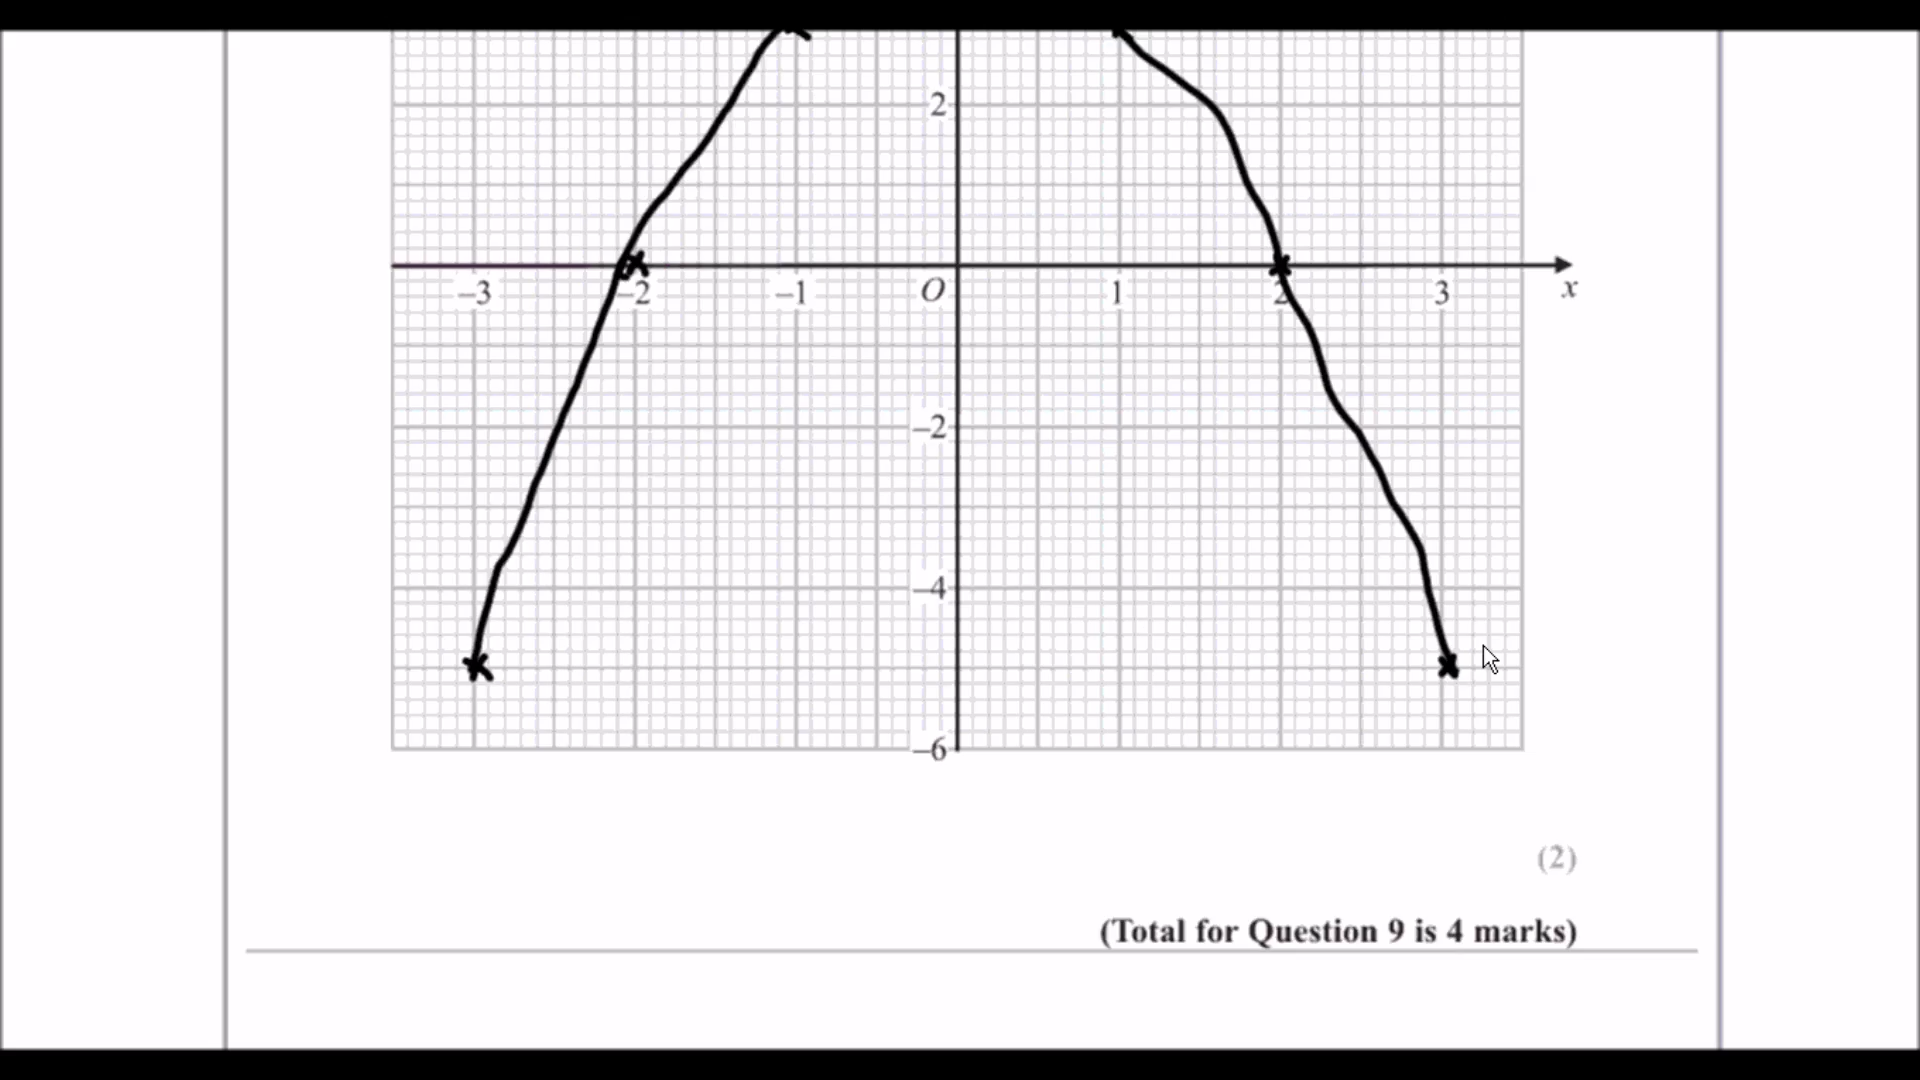 2
–3 –2 –1 O 1 2 3 x
–2
–4
–6
(2)
(Total for Question 9 is 4 marks)